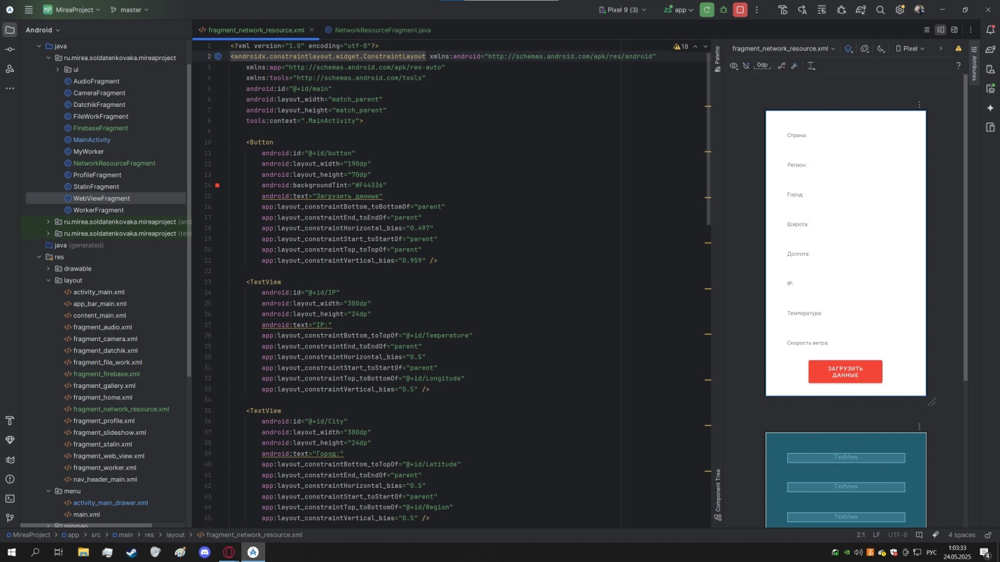 MP MireaProject
master
Pixel 9 (3)
app
Android
fragment_network_resource.xml
NetworkResourceFragment.java
java
ru.mirea.soldatenkovaka.mireaproject
ui
AudioFragment
CameraFragment
DatchikFragment
FileWorkFragment
FirebaseFragment
MainActivity
MyWorker
NetworkResourceFragment
ProfileFragment
StalinFragment
WebViewFragment
WorkerFragment
ru.mirea.soldatenkovaka.mireaproject (and
ru.mirea.soldatenkovaka.mireaproject (test
java (generated)
res
drawable
layout
activity_main.xml
app_bar_main.xml
content_main.xml
fragment_audio.xml
fragment_camera.xml
fragment_datchik.xml
fragment_file_work.xml
fragment_firebase.xml
fragment_gallery.xml
fragment_home.xml
fragment_network_resource.xml
fragment_profile.xml
fragment_slideshow.xml
fragment_stalin.xml
fragment_web_view.xml
fragment_worker.xml
nav_header_main.xml
menu
activity_main_drawer.xml
main.xml
mipmap
18
1 <?xml version="1.0" encoding="utf-8"?>
2 <androidx.constraintlayout.widget.ConstraintLayout xmlns:android="http://schemas.android.com/apk/res/android"
3 xmlns:app="http://schemas.android.com/apk/res-auto"
4 xmlns:tools="http://schemas.android.com/tools"
5 android:id="@+id/main"
6 android:layout_width="match_parent"
7 android:layout_height="match_parent"
8 tools:context=".MainActivity">
9
10 <Button
11 android:id="@+id/button"
12 android:layout_width="190dp"
13 android:layout_height="70dp"
14 android:backgroundTint="#F44336"
15 android:text="Загрузить данные"
16 app:layout_constraintBottom_toBottomOf="parent"
17 app:layout_constraintEnd_toEndOf="parent"
18 app:layout_constraintHorizontal_bias="0.497"
19 app:layout_constraintStart_toStartOf="parent"
20 app:layout_constraintTop_toTopOf="parent"
21 app:layout_constraintVertical_bias="0.959" />
22
23 <TextView
24 android:id="@+id/IP"
25 android:layout_width="300dp"
26 android:layout_height="24dp"
27 android:text="IP:"
28 app:layout_constraintBottom_toTopOf="@+id/Temperature"
29 app:layout_constraintEnd_toEndOf="parent"
30 app:layout_constraintHorizontal_bias="0.5"
31 app:layout_constraintStart_toStartOf="parent"
32 app:layout_constraintTop_toBottomOf="@+id/Longitude"
33 app:layout_constraintVertical_bias="0.5" />
34
35 <TextView
36 android:id="@+id/City"
37 android:layout_width="300dp"
38 android:layout_height="24dp"
39 android:text="Город:"
40 app:layout_constraintBottom_toTopOf="@+id/Latitude"
41 app:layout_constraintEnd_toEndOf="parent"
42 app:layout_constraintHorizontal_bias="0.5"
43 app:layout_constraintStart_toStartOf="parent"
44 app:layout_constraintTop_toBottomOf="@+id/Region"
45 app:layout_constraintVertical_bias="0.5" />
Palette
Component Tree
fragment_network_resource.xml
Pixel
0dp
?
Attributes
Страна:
Регион:
Город:
Широта:
Долгота:
IP:
Температура:
Скорость ветра:
ЗАГРУЗИТЬ
ДАННЫЕ
TextView
TextView
TextView
MireaProject > app > src > main > res > layout > fragment_network_resource.xml
2:1 LF UTF-8 4 spaces
РУС
1:03:33
24.05.2025
4